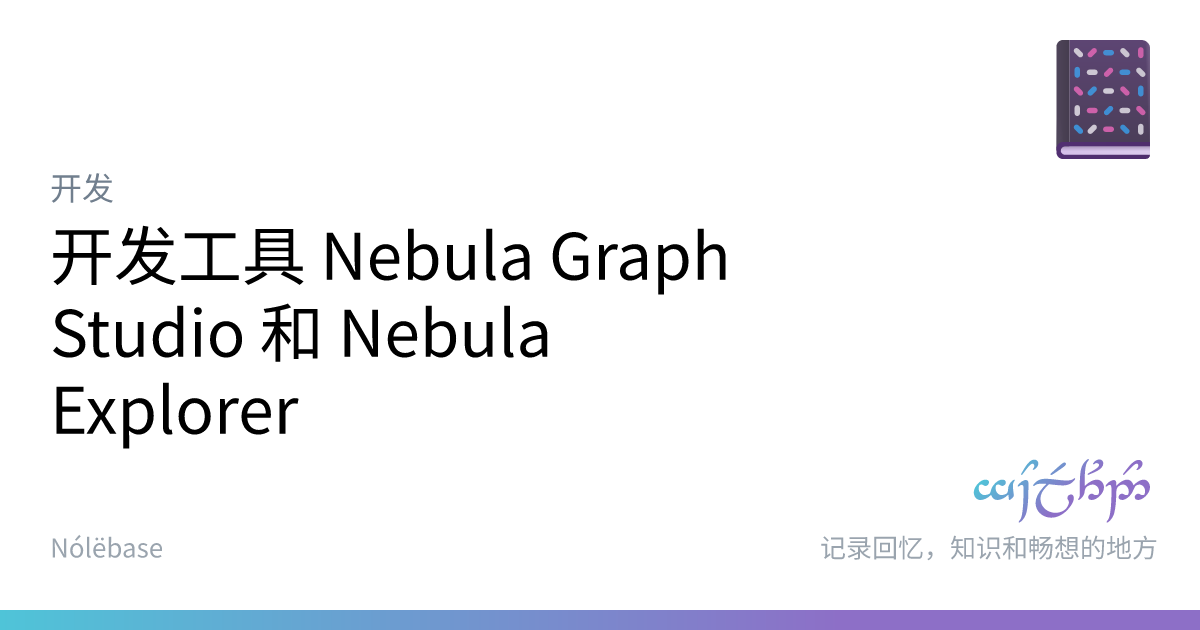 开发
开发工具 Nebula Graph
Studio 和 Nebula
Explorer
Nólëbase
记录回忆，知识和畅想的地方